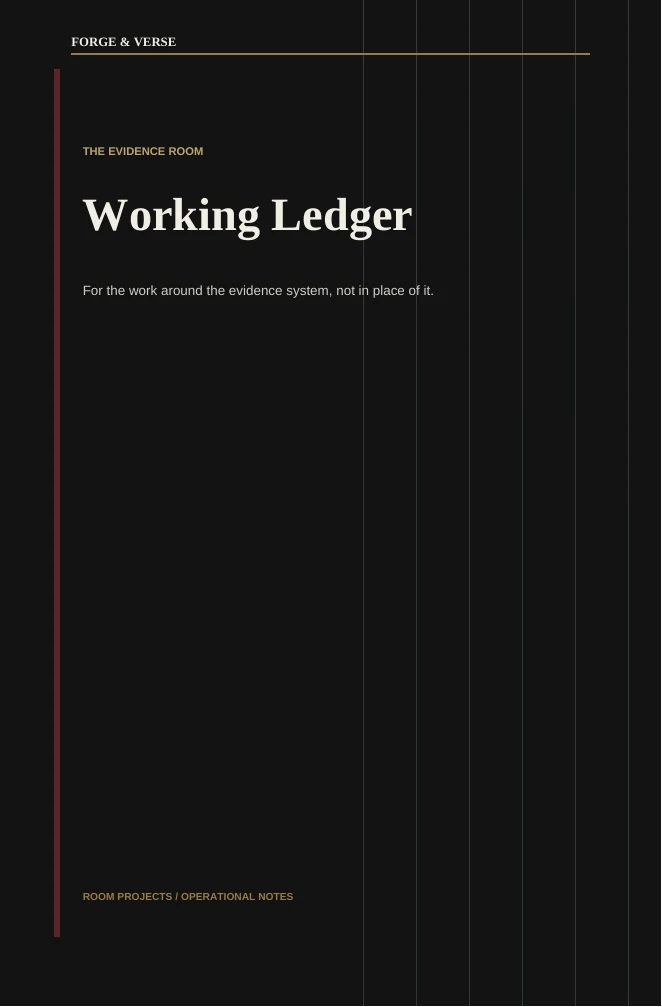 FORGE & VERSE
THE EVIDENCE ROOM
Working Ledger
For the work around the evidence system, not in place of it.
ROOM PROJECTS / OPERATIONAL NOTES